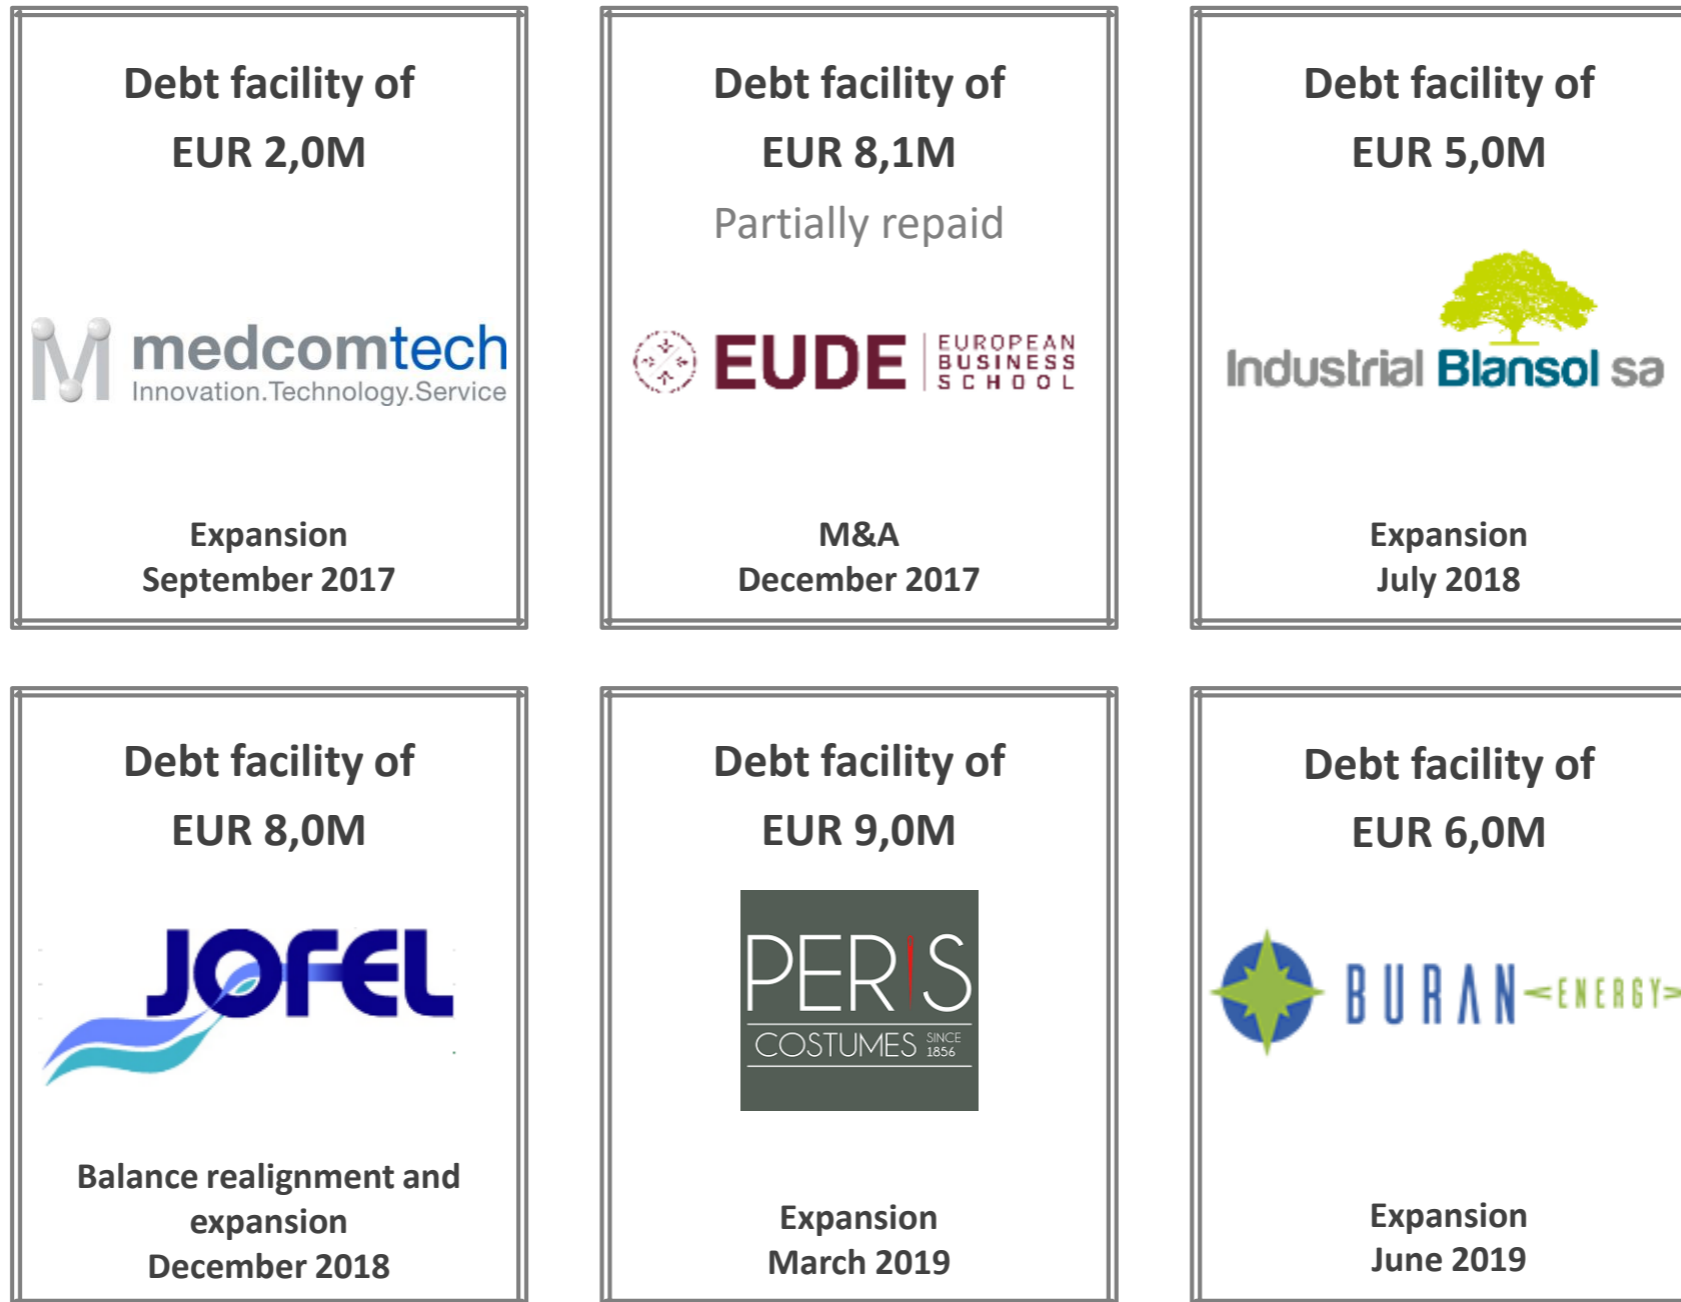 Debt facility of
EUR 2,0M
medcomtech
Innovation.Technology.Service
Expansion
September 2017
Debt facility of
EUR 8,1M
Partially repaid
EUDE
EUROPEAN
BUSINESS
SCHOOL
M&A
December 2017
Debt facility of
EUR 5,0M
Industrial Blansol sa
Expansion
July 2018
Debt facility of
EUR 8,0M
JOFEL
Balance realignment and
expansion
December 2018
Debt facility of
EUR 9,0M
PERIS
COSTUMES SINCE
1856
Expansion
March 2019
Debt facility of
EUR 6,0M
BURAN ENERGY
Expansion
June 2019